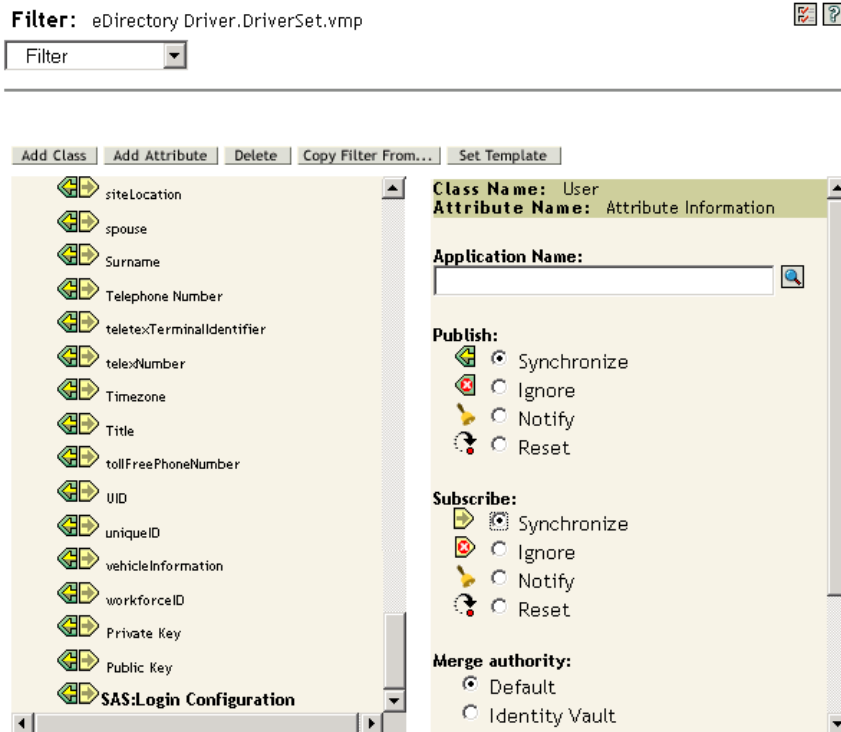 Filter: eDirectory Driver.DriverSet.vmp
?
Filter
Add Class Add Attribute Delete Copy Filter From... Set Template
siteLocation
spouse
Surname
Telephone Number
teletexTerminalIdentifier
telexNumber
Timezone
Title
tollFreePhoneNumber
UID
uniqueID
vehicleInformation
workforceID
Private Key
Public Key
SAS:Login Configuration
Class Name: User
Attribute Name: Attribute Information
Application Name:
Publish:
Synchronize
Ignore
Notify
Reset
Subscribe:
Synchronize
Ignore
Notify
Reset
Merge authority:
Default
Identity Vault